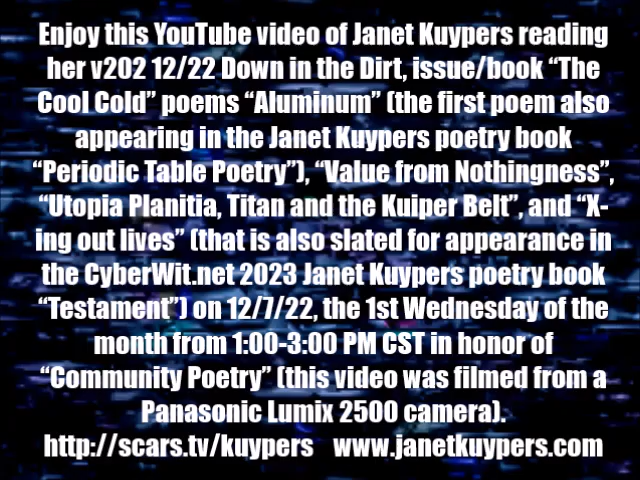 Enjoy this YouTube video of Janet Kuypers reading
her v202 12/22 Down in the Dirt, issue/book “The
Cool Cold” poems “Aluminum” (the first poem also
appearing in the Janet Kuypers poetry book
“Periodic Table Poetry”), “Value from Nothingness”,
“Utopia Planitia, Titan and the Kuiper Belt”, and “X-
ing out lives” (that is also slated for appearance in
the CyberWit.net 2023 Janet Kuypers poetry book
“Testament”) on 12/7/22, the 1st Wednesday of the
month from 1:00-3:00 PM CST in honor of
“Community Poetry” (this video was filmed from a
Panasonic Lumix 2500 camera).
http://scars.tv/kuypers www.janetkuypers.com